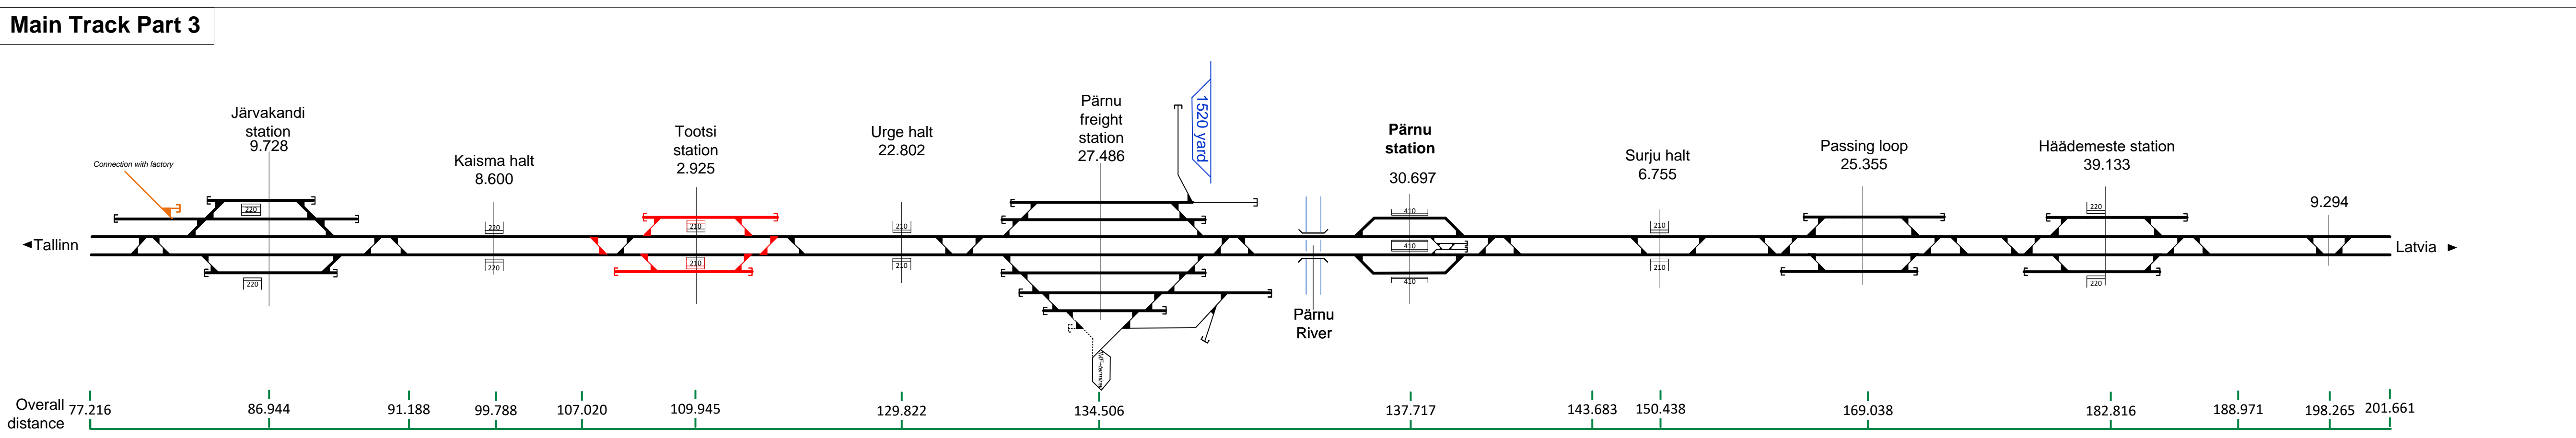 Main Track Part 3
Järvakandi
station
9.728
Connection with factory
Kaisma halt
8.600
Tootsi
station
2.925
Urge halt
22.802
Pärnu
freight
station
27.486
1520 yard
Pärnu
station
30.697
Surju halt
6.755
Passing loop
25.355
Häädemeste station
39.133
9.294
220
220
220
220
210
210
210
210
410
410
410
210
210
220
220
◄Tallinn
Latvia ►
Pärnu
River
Overall
distance
77.216
86.944
91.188
99.788
107.020
109.945
129.822
134.506
137.717
143.683
150.438
169.038
182.816
188.971
198.265
201.661